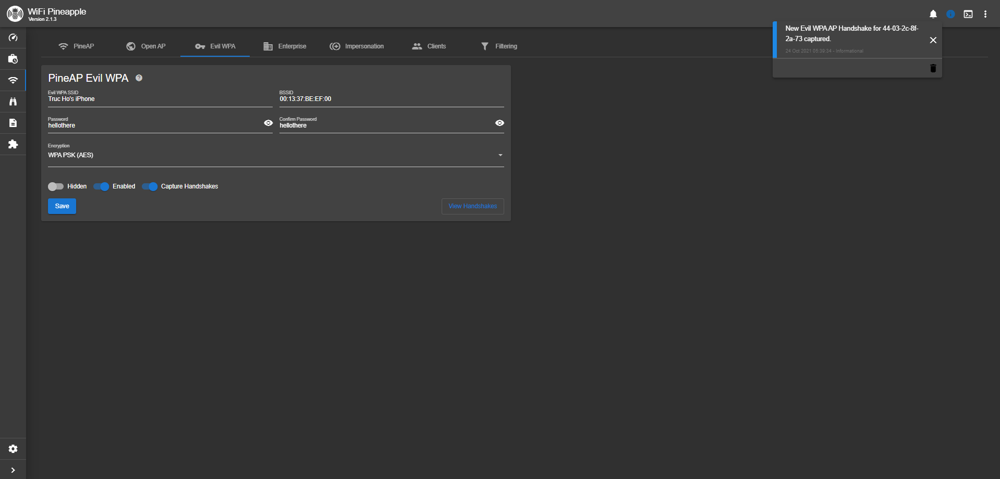 WiFi Pineapple
Version 2.1.3
New Evil WPA AP Handshake for 44-03-2c-8f-
2a-73 captured.
24 Oct 2021 05:39:34 - Informational
PineAP
Open AP
Evil WPA
Enterprise
Impersonation
Clients
Filtering
PineAP Evil WPA
Evil WPA SSID
Truc Ho's iPhone
BSSID
00:13:37:BE:EF:00
Password
hellothere
Confirm Password
hellothere
Encryption
WPA PSK (AES)
Hidden
Enabled
Capture Handshakes
Save
View Handshakes